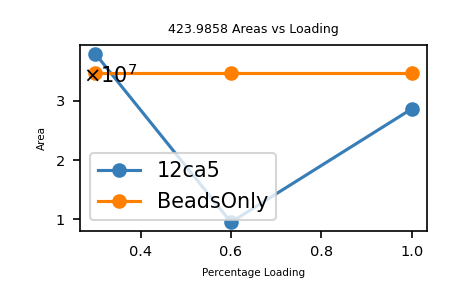 423.9858 Areas vs Loading
×10⁷
3
2
1
Area
12ca5
BeadsOnly
0.4 0.6 0.8 1.0
Percentage Loading